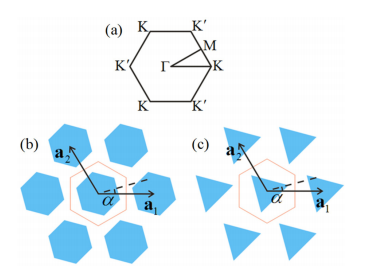 (a)
K K′
M
K′ Γ K
K K′
(b) a₂ α a₁
(c) a₂ α a₁